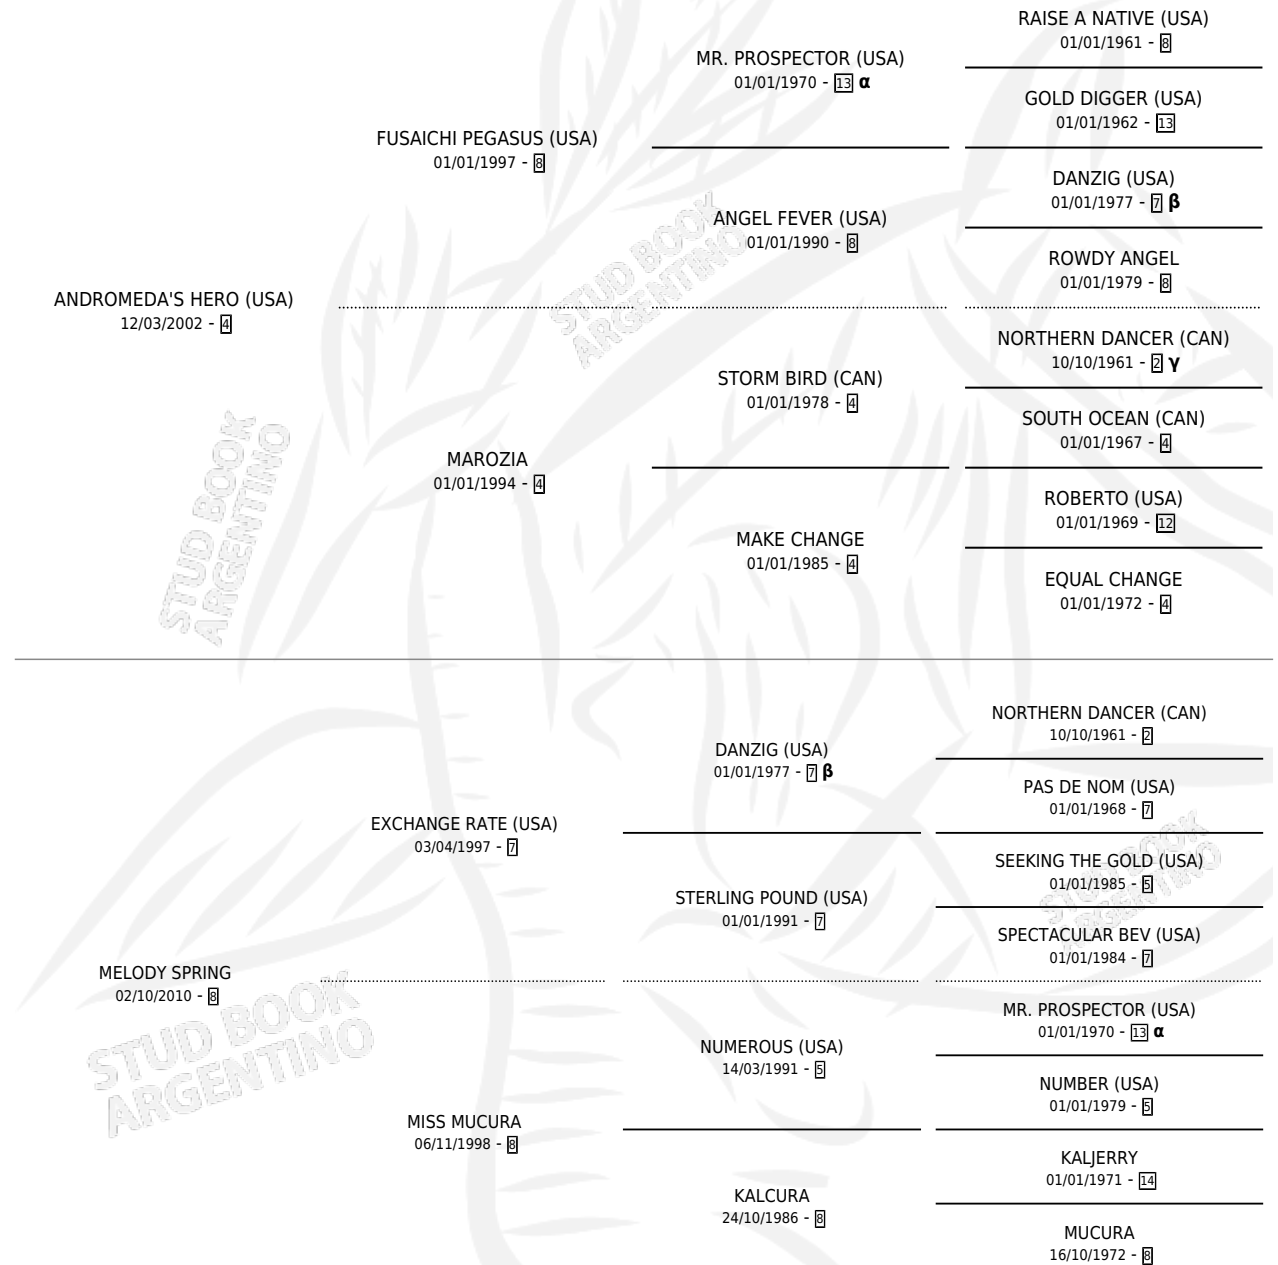 RAISE A NATIVE (USA)
01/01/1961 - 8
MR. PROSPECTOR (USA)
01/01/1970 - 13 α
GOLD DIGGER (USA)
01/01/1962 - 13
FUSAICHI PEGASUS (USA)
01/01/1997 - 8
DANZIG (USA)
01/01/1977 - 7 β
ANGEL FEVER (USA)
01/01/1990 - 8
ROWDY ANGEL
01/01/1979 - 8
ANDROMEDA'S HERO (USA)
12/03/2002 - 4
NORTHERN DANCER (CAN)
10/10/1961 - 2 γ
STORM BIRD (CAN)
01/01/1978 - 4
SOUTH OCEAN (CAN)
01/01/1967 - 4
MAROZIA
01/01/1994 - 4
ROBERTO (USA)
01/01/1969 - 12
MAKE CHANGE
01/01/1985 - 4
EQUAL CHANGE
01/01/1972 - 4
NORTHERN DANCER (CAN)
10/10/1961 - 2
DANZIG (USA)
01/01/1977 - 7 β
PAS DE NOM (USA)
01/01/1968 - 7
EXCHANGE RATE (USA)
03/04/1997 - 7
SEEKING THE GOLD (USA)
01/01/1985 - 5
STERLING POUND (USA)
01/01/1991 - 7
SPECTACULAR BEV (USA)
01/01/1984 - 7
MELODY SPRING
02/10/2010 - 8
MR. PROSPECTOR (USA)
01/01/1970 - 13 α
NUMEROUS (USA)
14/03/1991 - 5
NUMBER (USA)
01/01/1979 - 5
MISS MUCURA
06/11/1998 - 8
KALJERRY
01/01/1971 - 14
KALCURA
24/10/1986 - 8
MUCURA
16/10/1972 - 8
STUD BOOK
ARGENTINO
STUD BOOK
ARGENTINO
STUD BOOK
ARGENTINO
STUD BOOK
ARGENTINO